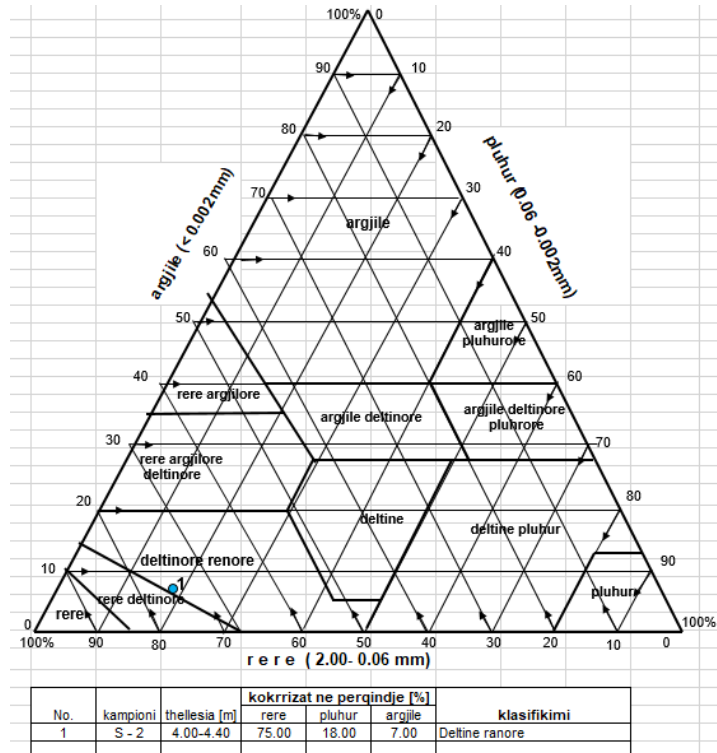 100% 0
90 10
80 20
pluhur (0.06 -0.002mm)
argjile (< 0.002mm)
70 30
argjile
60 40
50 50
argjile
pluhurore
40 60
rere argjilore
argjile deltinore
argjile deltinore
pluhrore
30 70
rere argjilore
deltinore
20 80
deltine
deltine pluhur
deltinore renore
10 90
1
rere deltinore
pluhur
rere
0 100%
100% 90 80 70 60 50 40 30 20 10 0
rere ( 2.00- 0.06 mm)
kokrrizat ne perqindje [%]
No. kampioni thellesia [m] rere pluhur argjile klasifikimi
1 S - 2 4.00-4.40 75.00 18.00 7.00 Deltine ranore